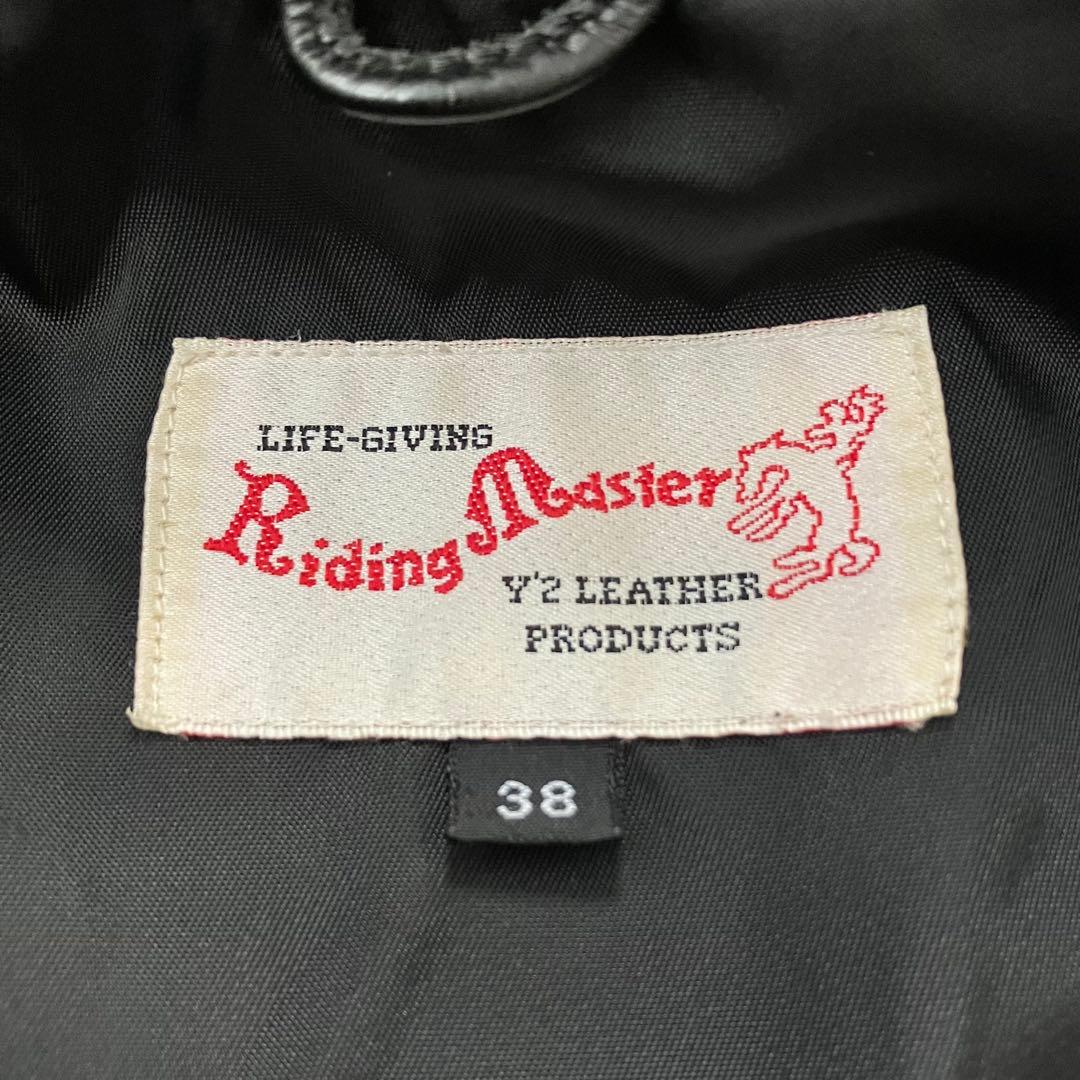 LIFE-GIVING
Riding Master
Y'2 LEATHER
PRODUCTS
38